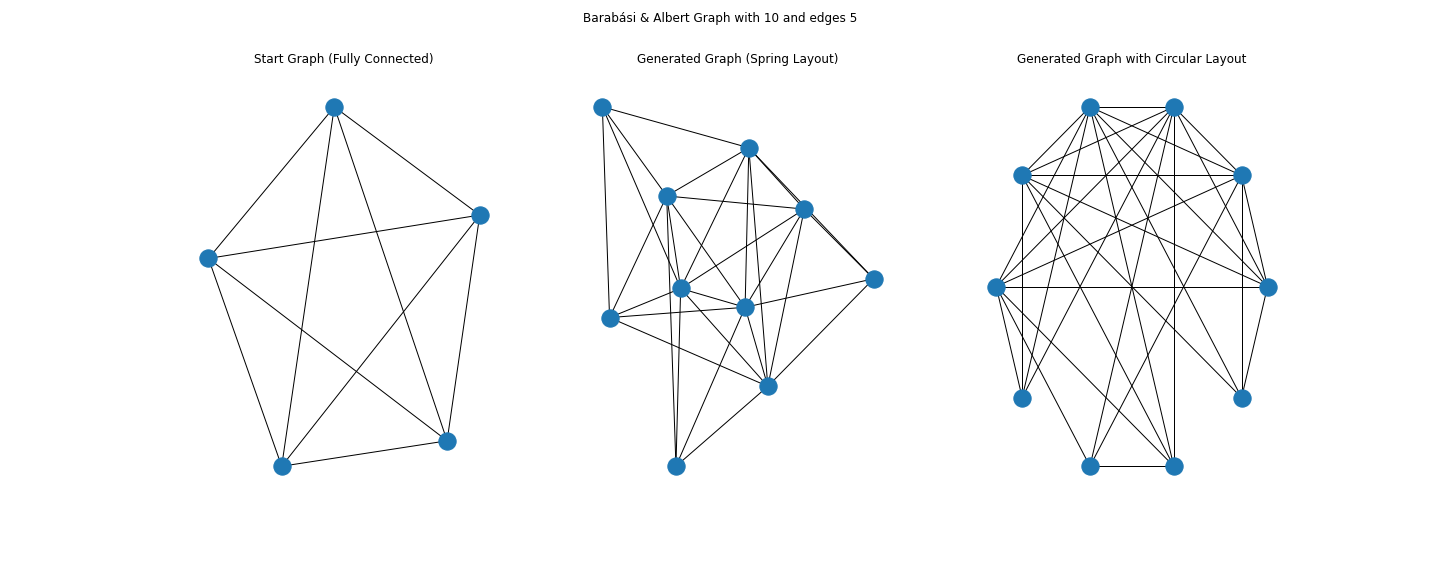 Barabási & Albert Graph with 10 and edges 5
Start Graph (Fully Connected)
Generated Graph (Spring Layout)
Generated Graph with Circular Layout